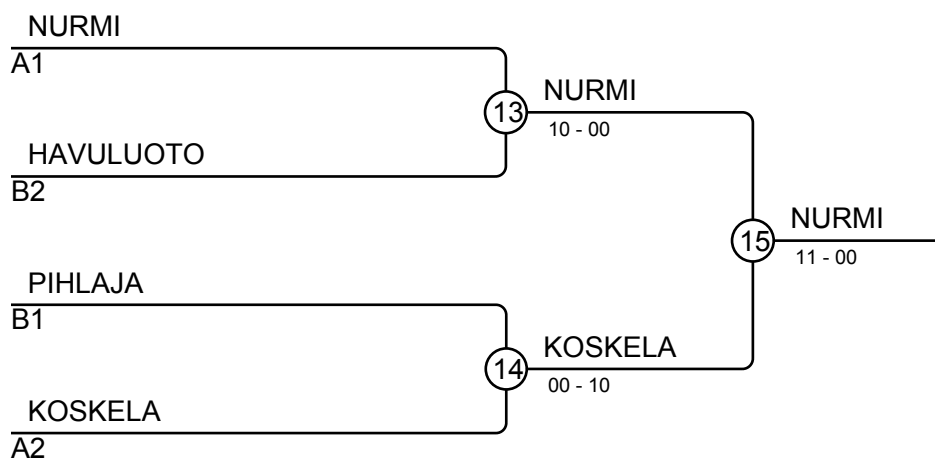 NURMI
A1
13
NURMI
10 - 00
HAVULUOTO
B2
15
NURMI
11 - 00
PIHLAJA
B1
14
KOSKELA
00 - 10
KOSKELA
A2